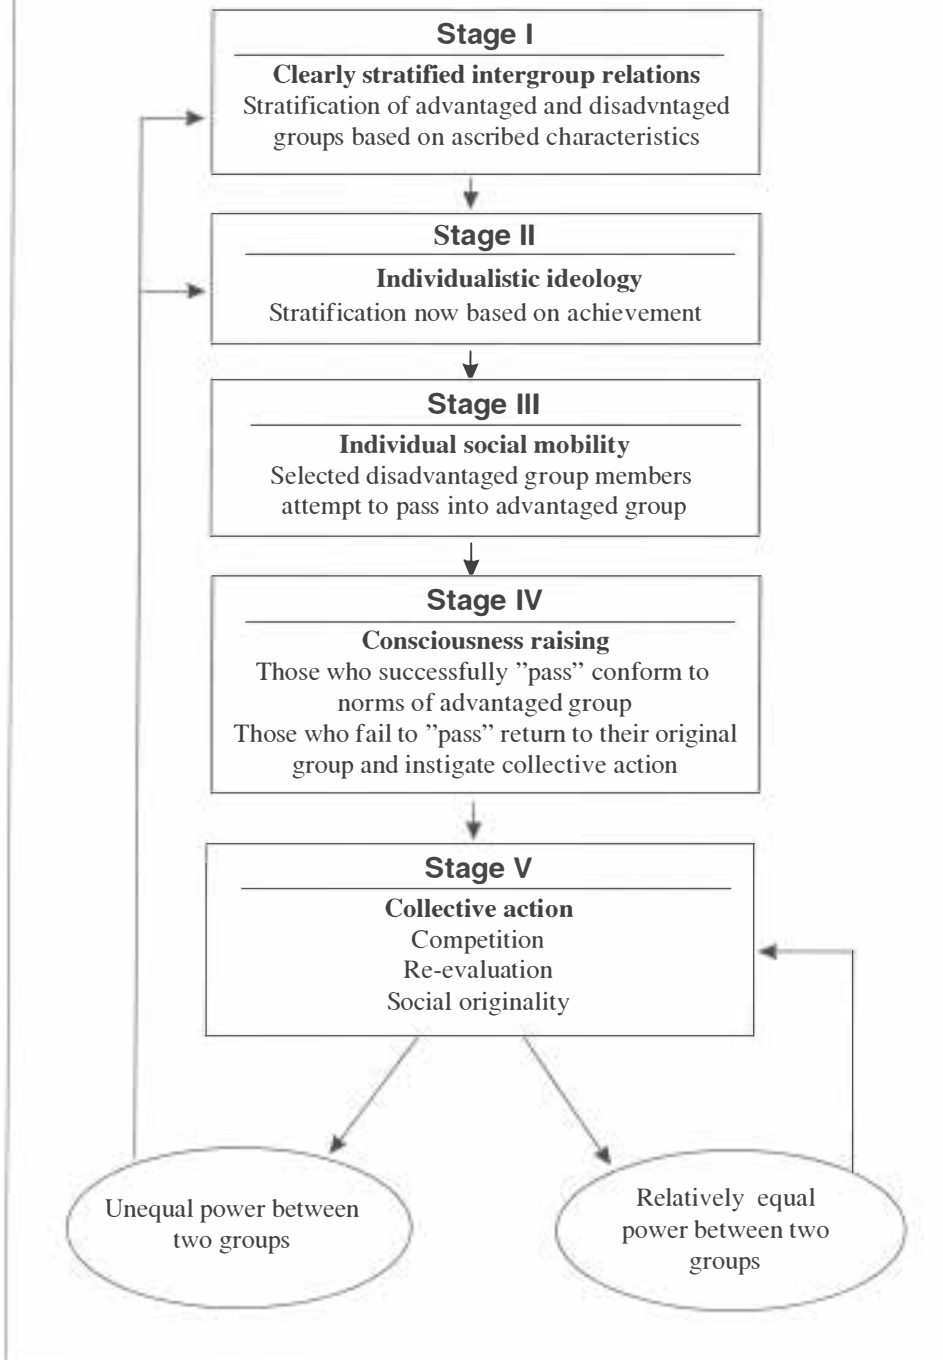 Stage I
Clearly stratified intergroup relations
Stratification of advantaged and disadvntaged
groups based on ascribed characteristics
Stage II
Individualistic ideology
Stratification now based on achievement
Stage III
Individual social mobility
Selected disadvantaged group members
attempt to pass into advantaged group
Stage IV
Consciousness raising
Those who successfully ”pass” conform to
norms of advantaged group
Those who fail to ”pass” return to their original
group and instigate collective action
Stage V
Collective action
Competition
Re-evaluation
Social originality
Unequal power between
two groups
Relatively equal
power between two
groups